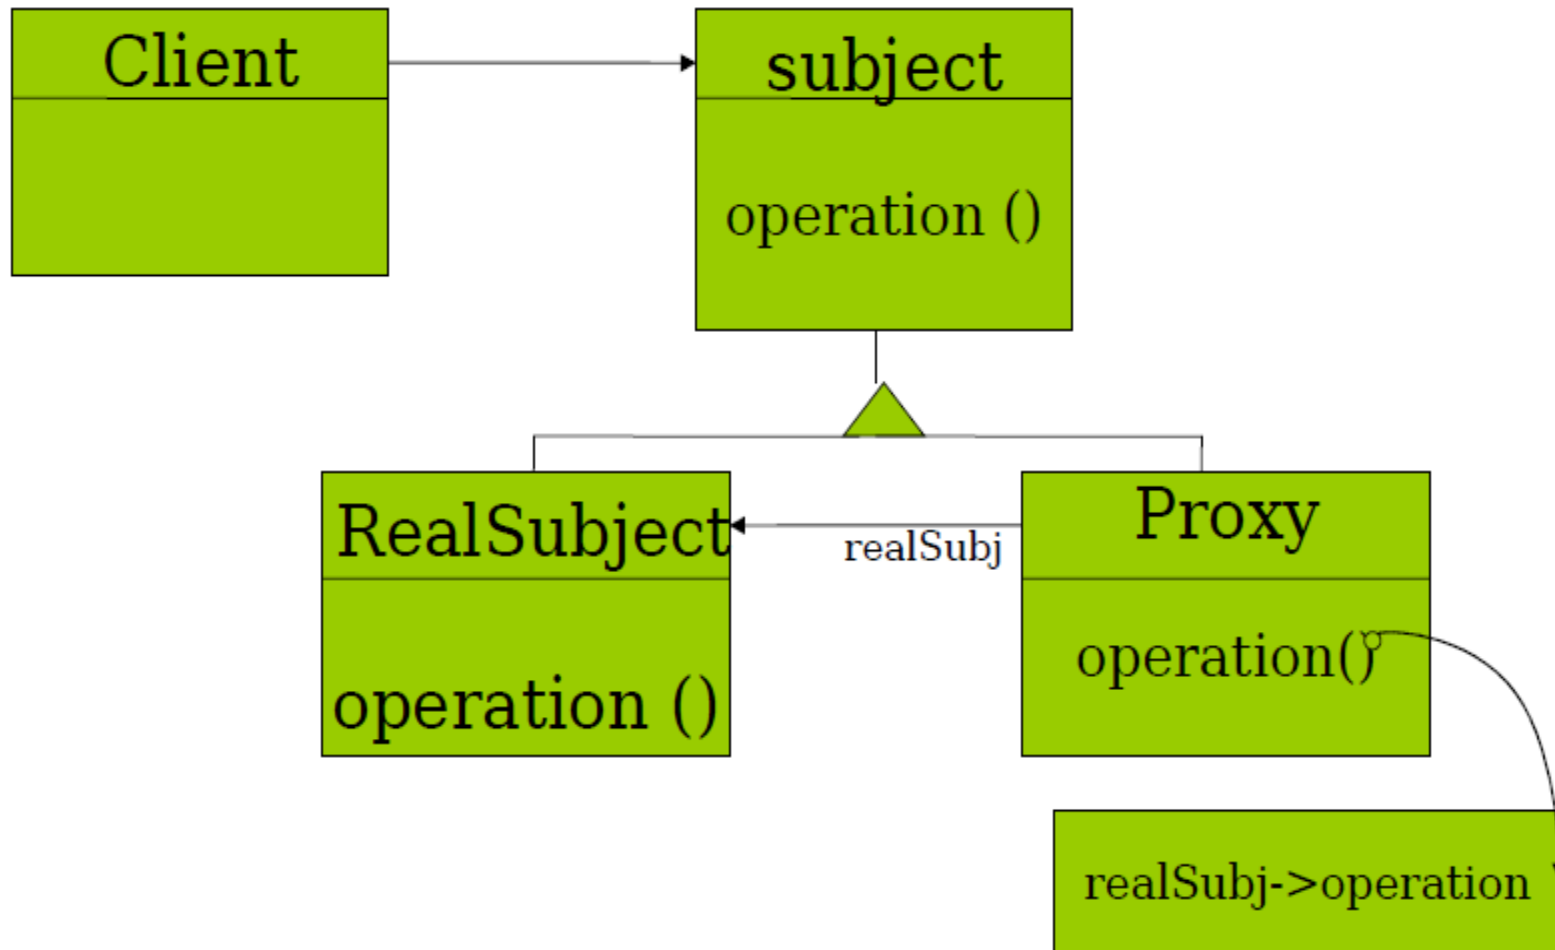 Client
subject
operation ()
RealSubject
realSubj
Proxy
operation ()
operation()
realSubj->operation